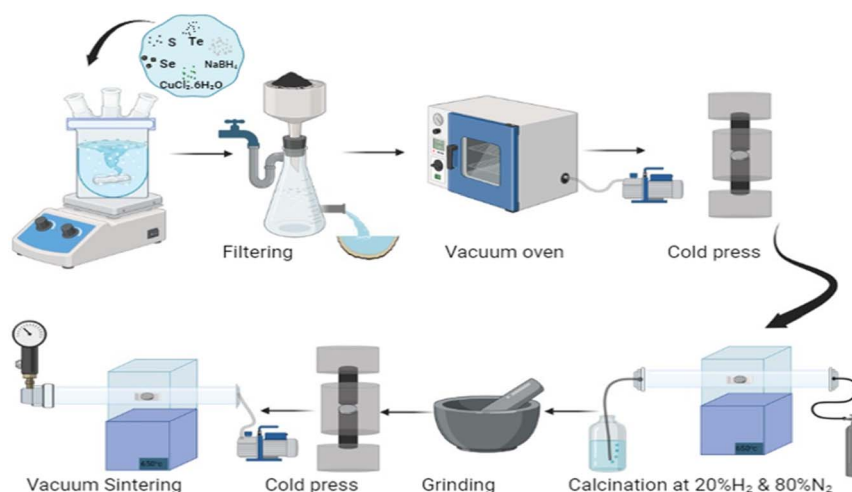 S Te
Se NaBH₄
CuCl₂.6H₂O
Filtering
Vacuum oven
Cold press
Vacuum Sintering
650°c
Cold press
Grinding
Calcination at 20%H₂ & 80%N₂
650°c